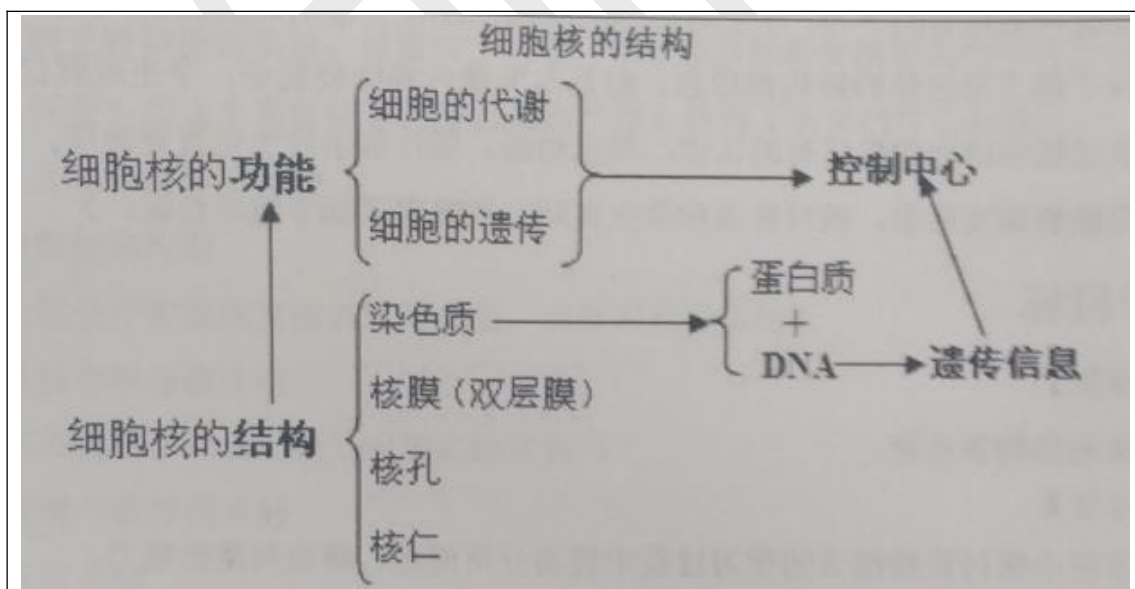 细胞核的结构
细胞的代谢
细胞核的功能
控制中心
细胞的遗传
蛋白质
染色质
+
DNA
遗传信息
核膜(双层膜)
细胞核的结构
核孔
核仁